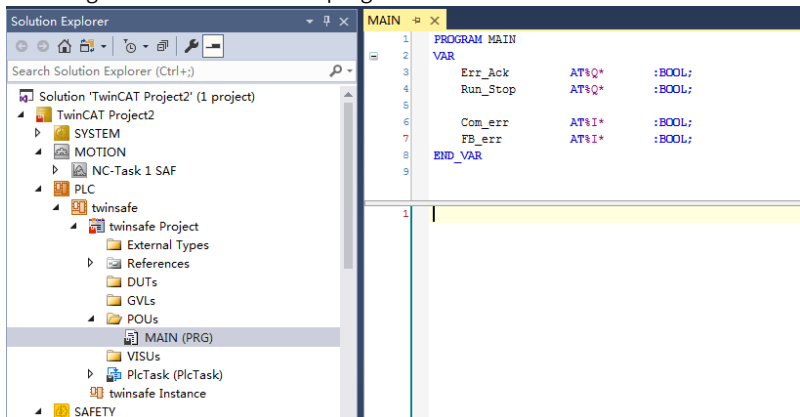 Solution Explorer
Search Solution Explorer (Ctrl+;)
Solution 'TwinCAT Project2' (1 project)
TwinCAT Project2
SYSTEM
MOTION
NC-Task 1 SAF
PLC
twinsafe
twinsafe Project
External Types
References
DUTs
GVLs
POUs
MAIN (PRG)
VISUs
PlcTask (PlcTask)
twinsafe Instance
SAFETY
MAIN
1 PROGRAM MAIN
2 VAR
3 Err_Ack AT%Q* :BOOL;
4 Run_Stop AT%Q* :BOOL;
5
6 Com_err AT%I* :BOOL;
7 FB_err AT%I* :BOOL;
8 END_VAR
9
1